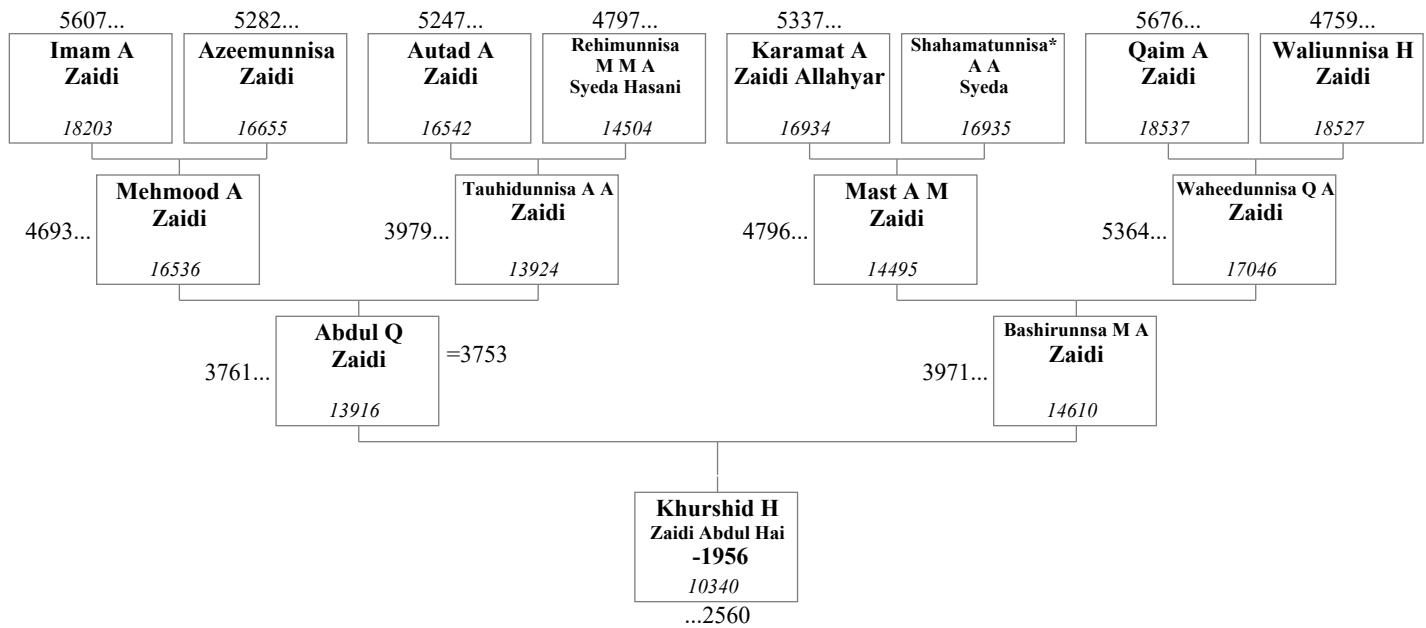 5607...
5282...
5247...
4797...
5337...
5676...
4759...
Imam A
Zaidi
18203
Azeemunnisa
Zaidi
16655
Autad A
Zaidi
16542
Rehimunnisa
M M A
Syeda Hasani
14504
Karamat A
Zaidi Allahyar
16934
Shahamatunnisa*
A A
Syeda
16935
Qaim A
Zaidi
18537
Waliunnisa H
Zaidi
18527
4693...
Mehmood A
Zaidi
16536
3979...
Tauhidunnisa A A
Zaidi
13924
4796...
Mast A M
Zaidi
14495
5364...
Waheedunnisa Q A
Zaidi
17046
3761...
Abdul Q
Zaidi
13916
=3753
3971...
Bashirunnsa M A
Zaidi
14610
Khurshid H
Zaidi Abdul Hai
-1956
10340
...2560